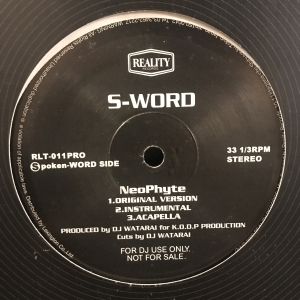 REALITY
S-WORD
RLT-011PRO
Spoken-WORD SIDE
33 1/3RPM
STEREO
NeoPhyte
1.ORIGINAL VERSION
2.INSTRUMENTAL
3.ACAPELLA
PRODUCED by DJ WATARAI for K.O.D.P PRODUCTION
Cuts by DJ WATARAI
FOR DJ USE ONLY.
NOT FOR SALE.